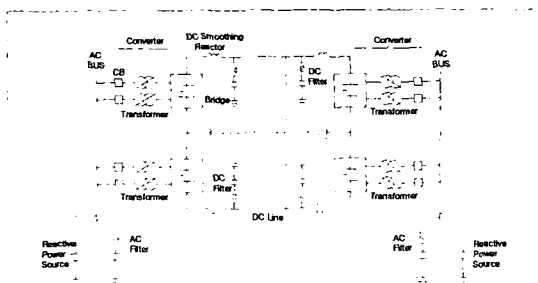 Converter
DC Smoothing
Reactor
Converter
AC
BUS
CB
DC
Filter
AC
BUS
Bridge
Transformer
Transformer
DC
Filter
Transformer
Transformer
DC Line
Reactive
Power
Source
AC
Filter
AC
Filter
Reactive
Power
Source